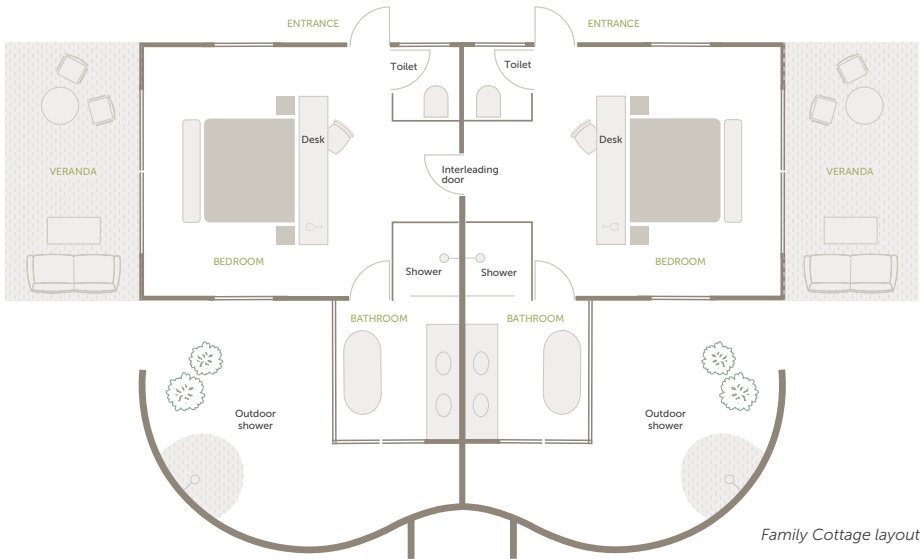 ENTRANCE
ENTRANCE
Toilet
Toilet
Desk
Desk
Interleading
door
VERANDA
VERANDA
BEDROOM
BEDROOM
Shower
Shower
BATHROOM
BATHROOM
Outdoor
shower
Outdoor
shower
Family Cottage layout